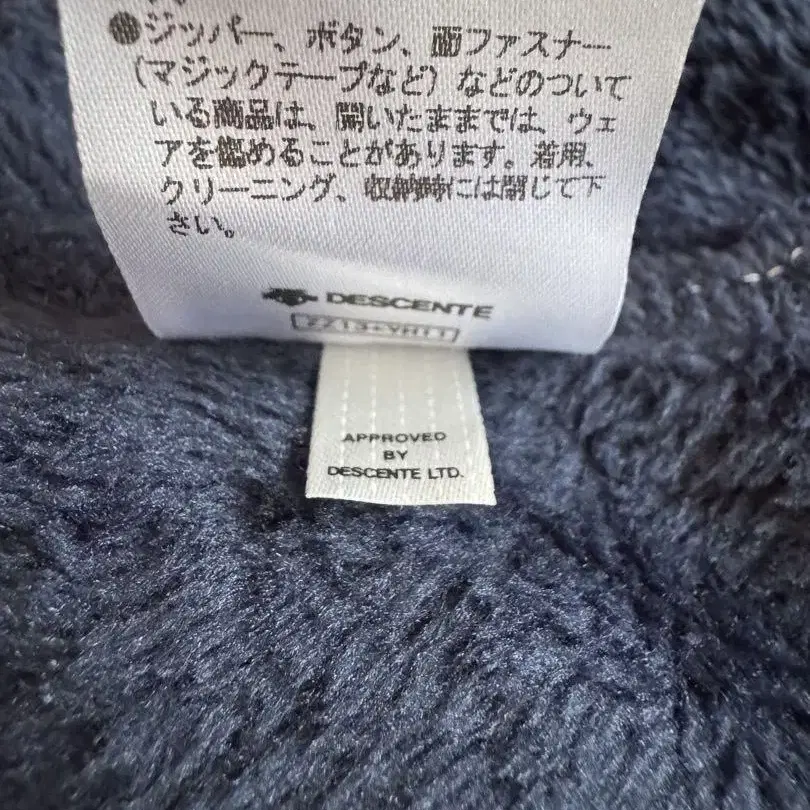 ●ジッパー、ボタン、面ファスナー
(マジックテープなど)などのついて
いる商品は、開いたままでは、ウェ
アを傷めることがあります。着用、
クリーニング、収納時には閉じて下
さい。
DESCENTE
APPROVED
BY
DESCENTE LTD.